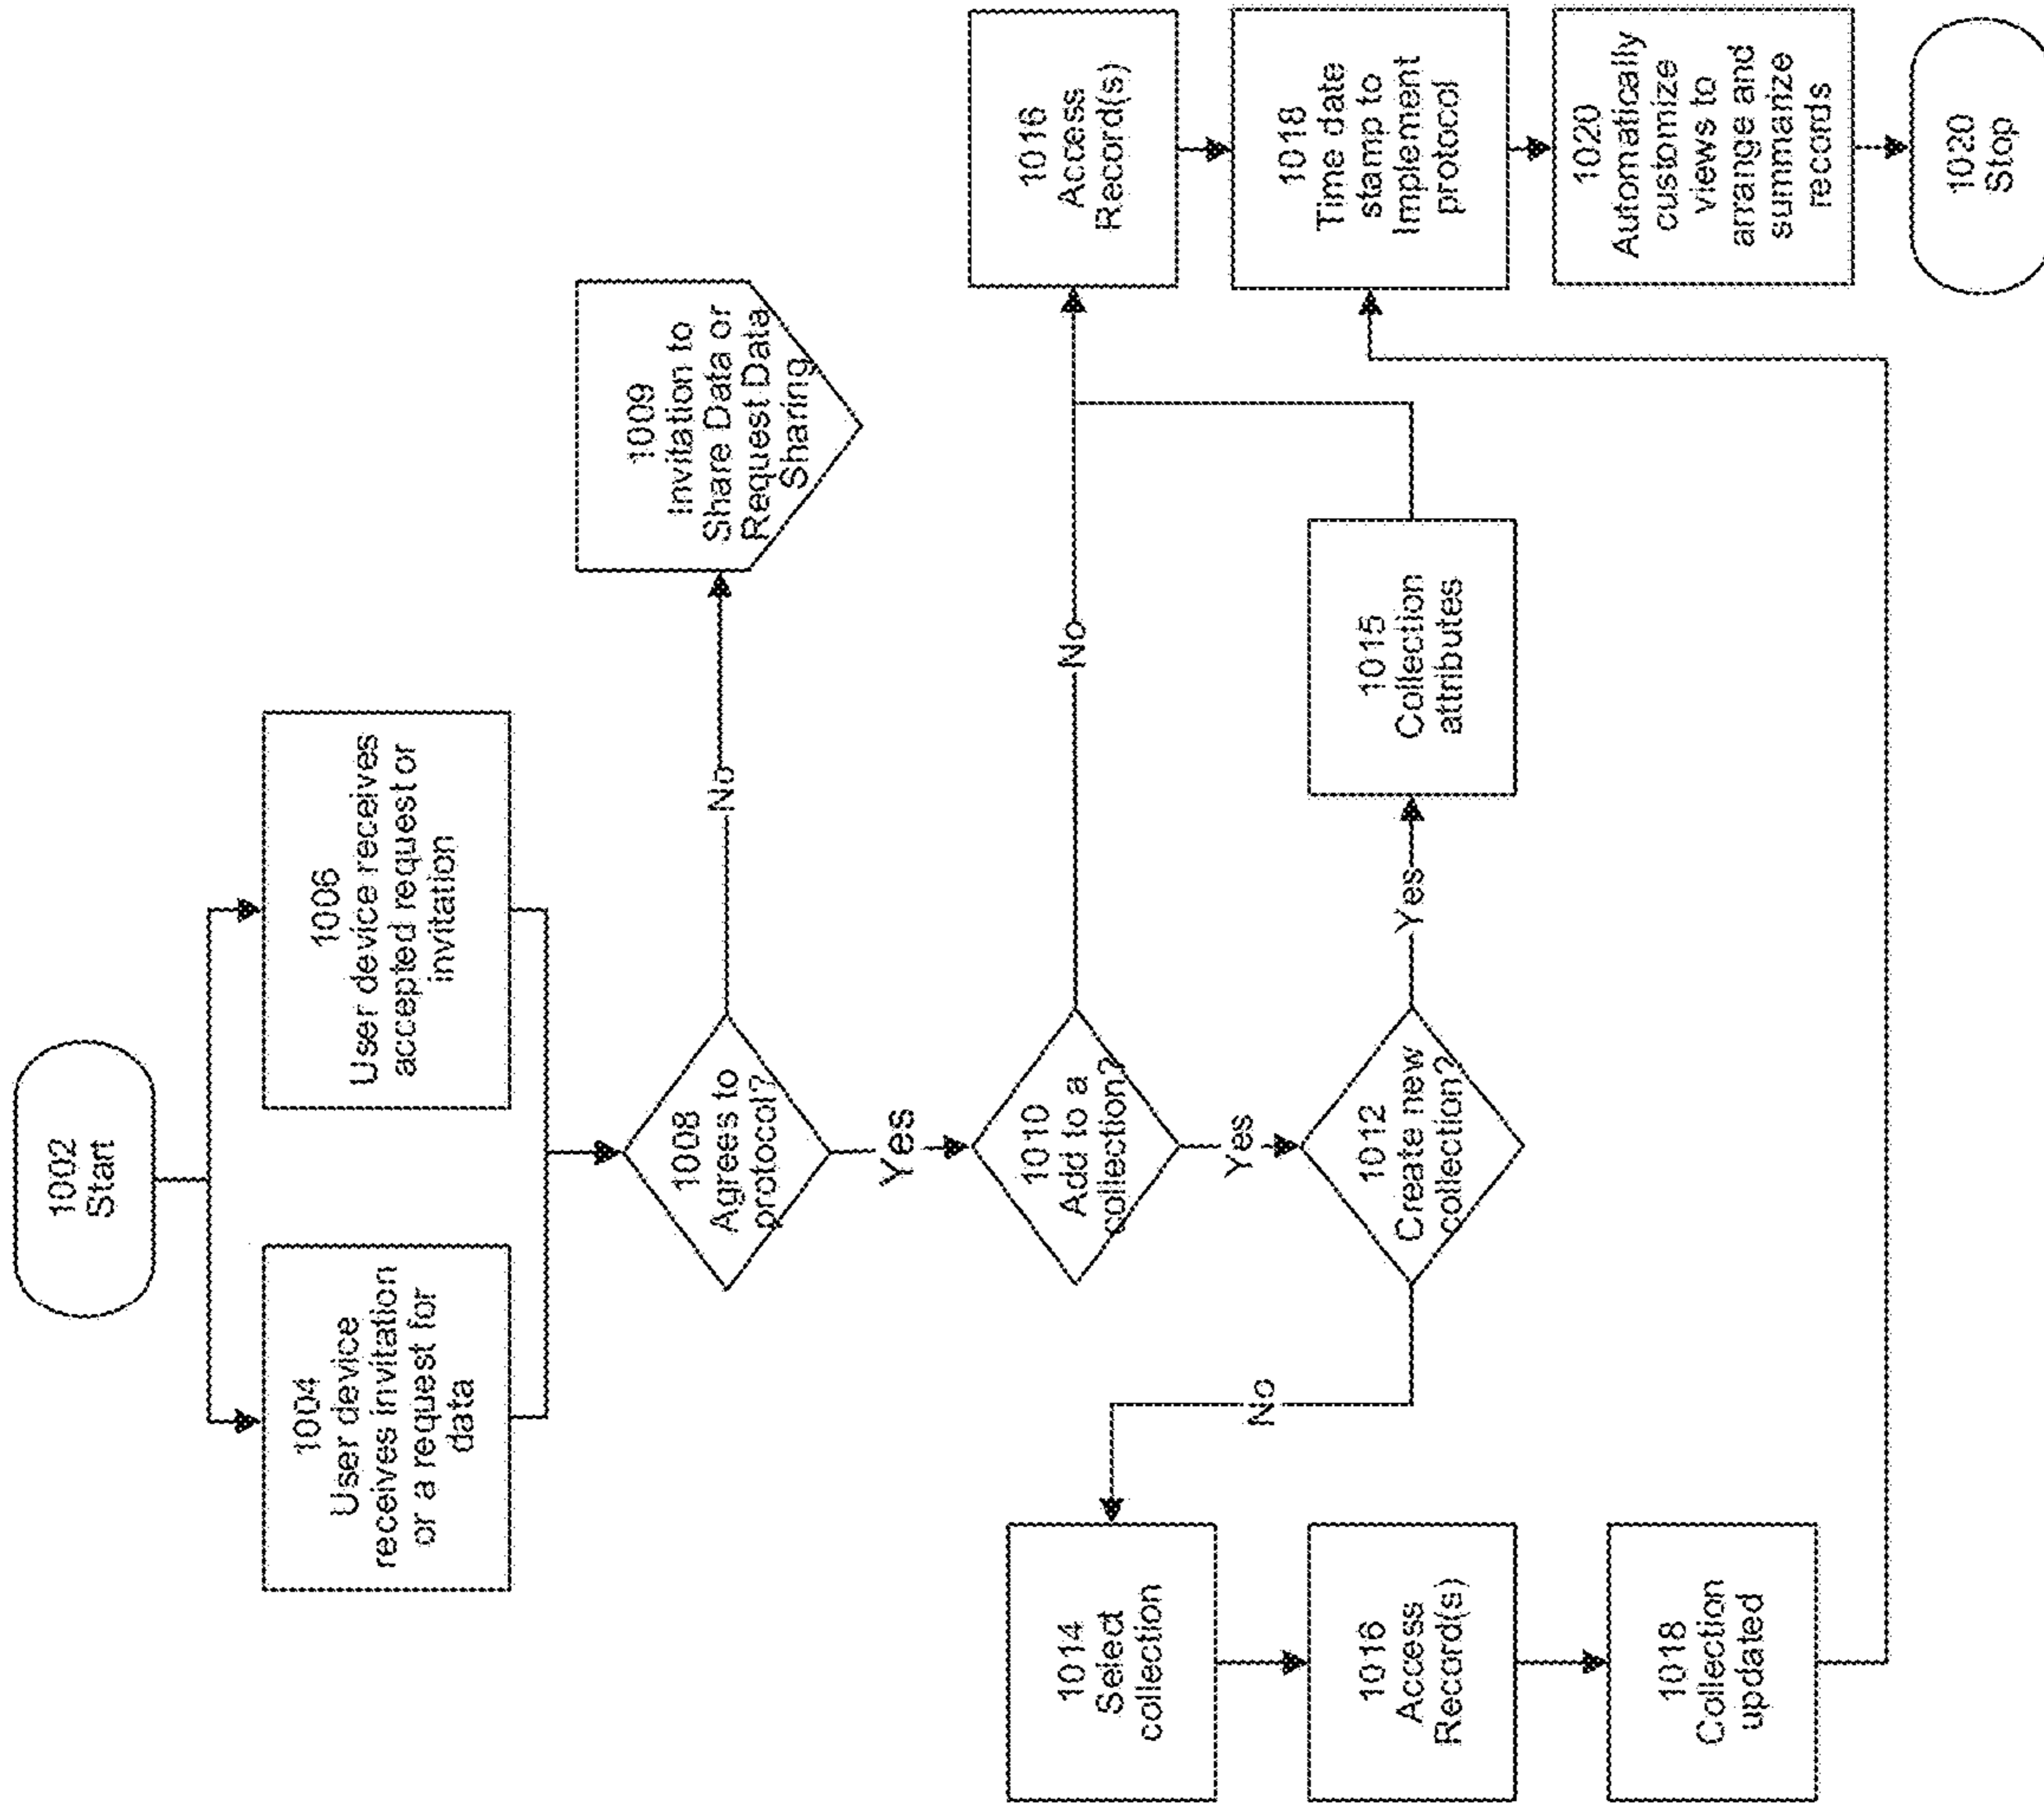 1002
Start
1004
User device
receives invitation
or a request for
data
1006
User device receives
accepted request or
invitation
1008
Agrees to
protocol?
No
1009
Invitation to
Share Data or
Request Data
Sharing
Yes
1010
Add to a
collection?
No
Yes
1012
Create new
collection?
Yes
1015
Collection
attributes
No
1014
Select
collection
1016
Access
Record(s)
1018
Collection
updated
1016
Access
Record(s)
1018
Time date
stamp to
Implement
protocol
1020
Automatically
customize
views to
arrange and
summarize
records
1020
Stop